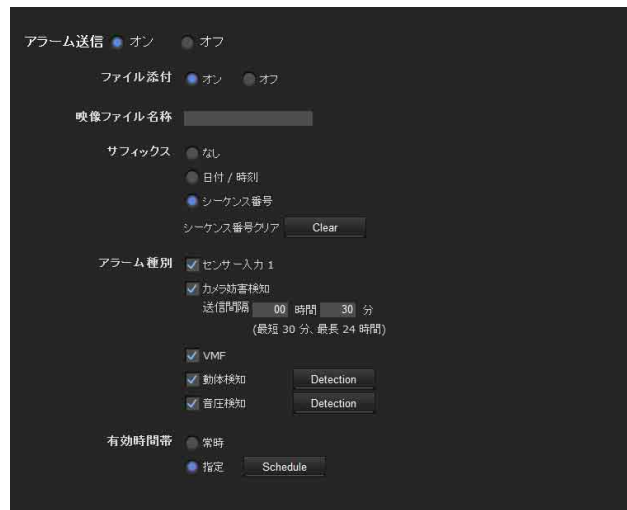 アラーム送信 オン オフ
ファイル添付 オン オフ
映像ファイル名称
サフィックス なし
日付 / 時刻
シーケンス番号
シーケンス番号クリア Clear
アラーム種別 センサー入力 1
カメラ妨害検知
送信間隔 00 時間 30 分
(最短 30 分、最長 24 時間)
VMF
動体検知 Detection
音圧検知 Detection
有効時間帯 常時
指定 Schedule